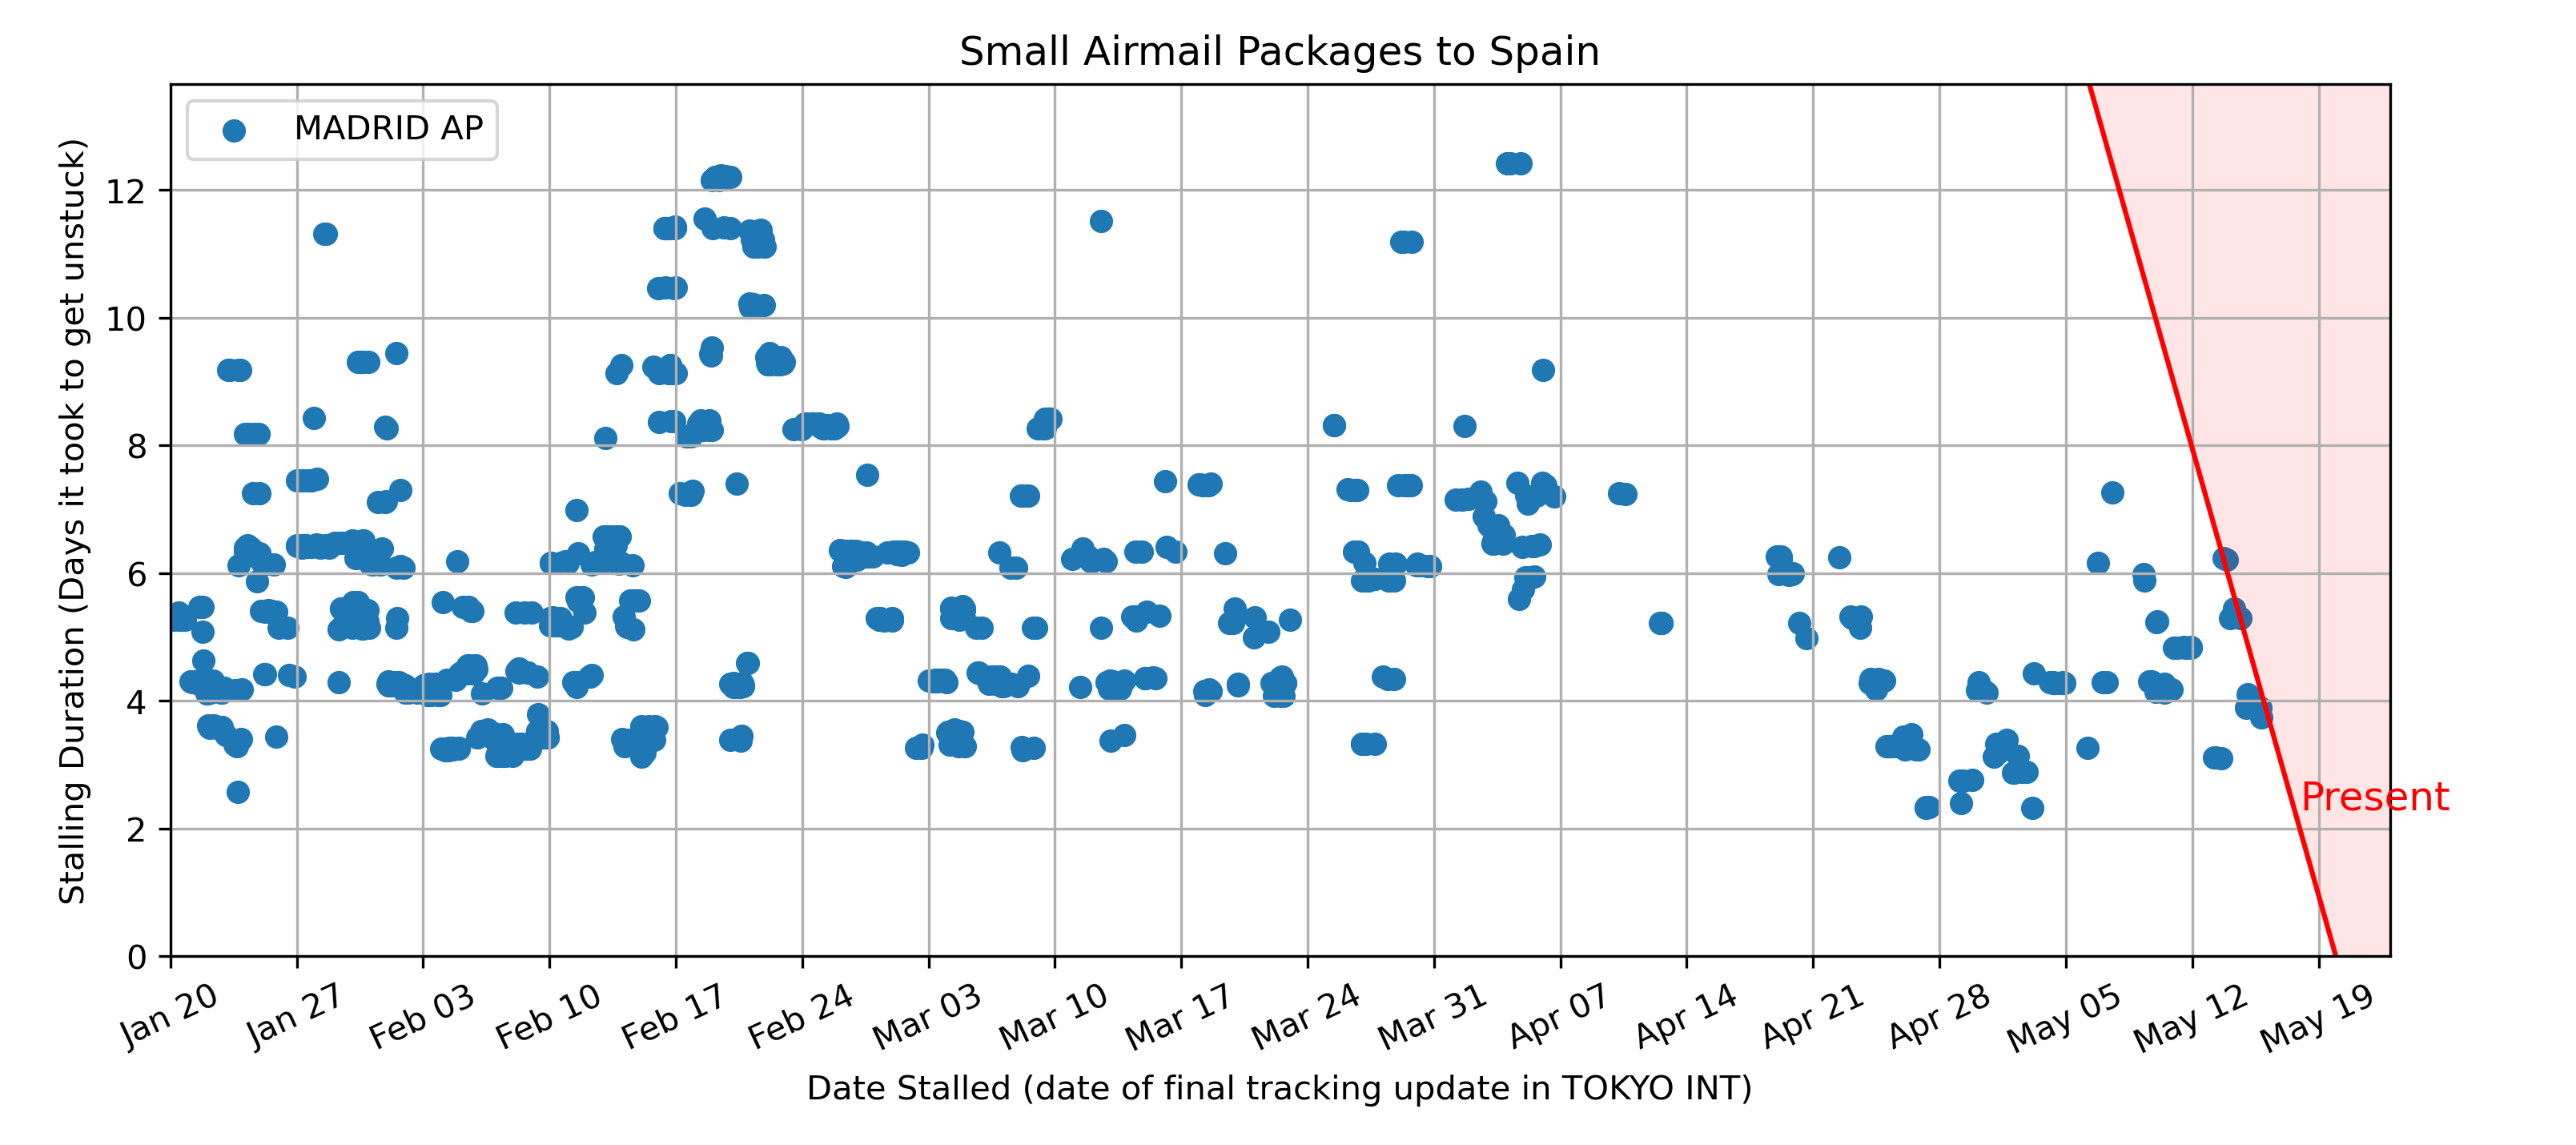 Small Airmail Packages to Spain
MADRID AP
Stalling Duration (Days it took to get unstuck)
12
10
8
6
4
2
0
Present
Jan 20
Jan 27
Feb 03
Feb 10
Feb 17
Feb 24
Mar 03
Mar 10
Mar 17
Mar 24
Mar 31
Apr 07
Apr 14
Apr 21
Apr 28
May 05
May 12
May 19
Date Stalled (date of final tracking update in TOKYO INT)